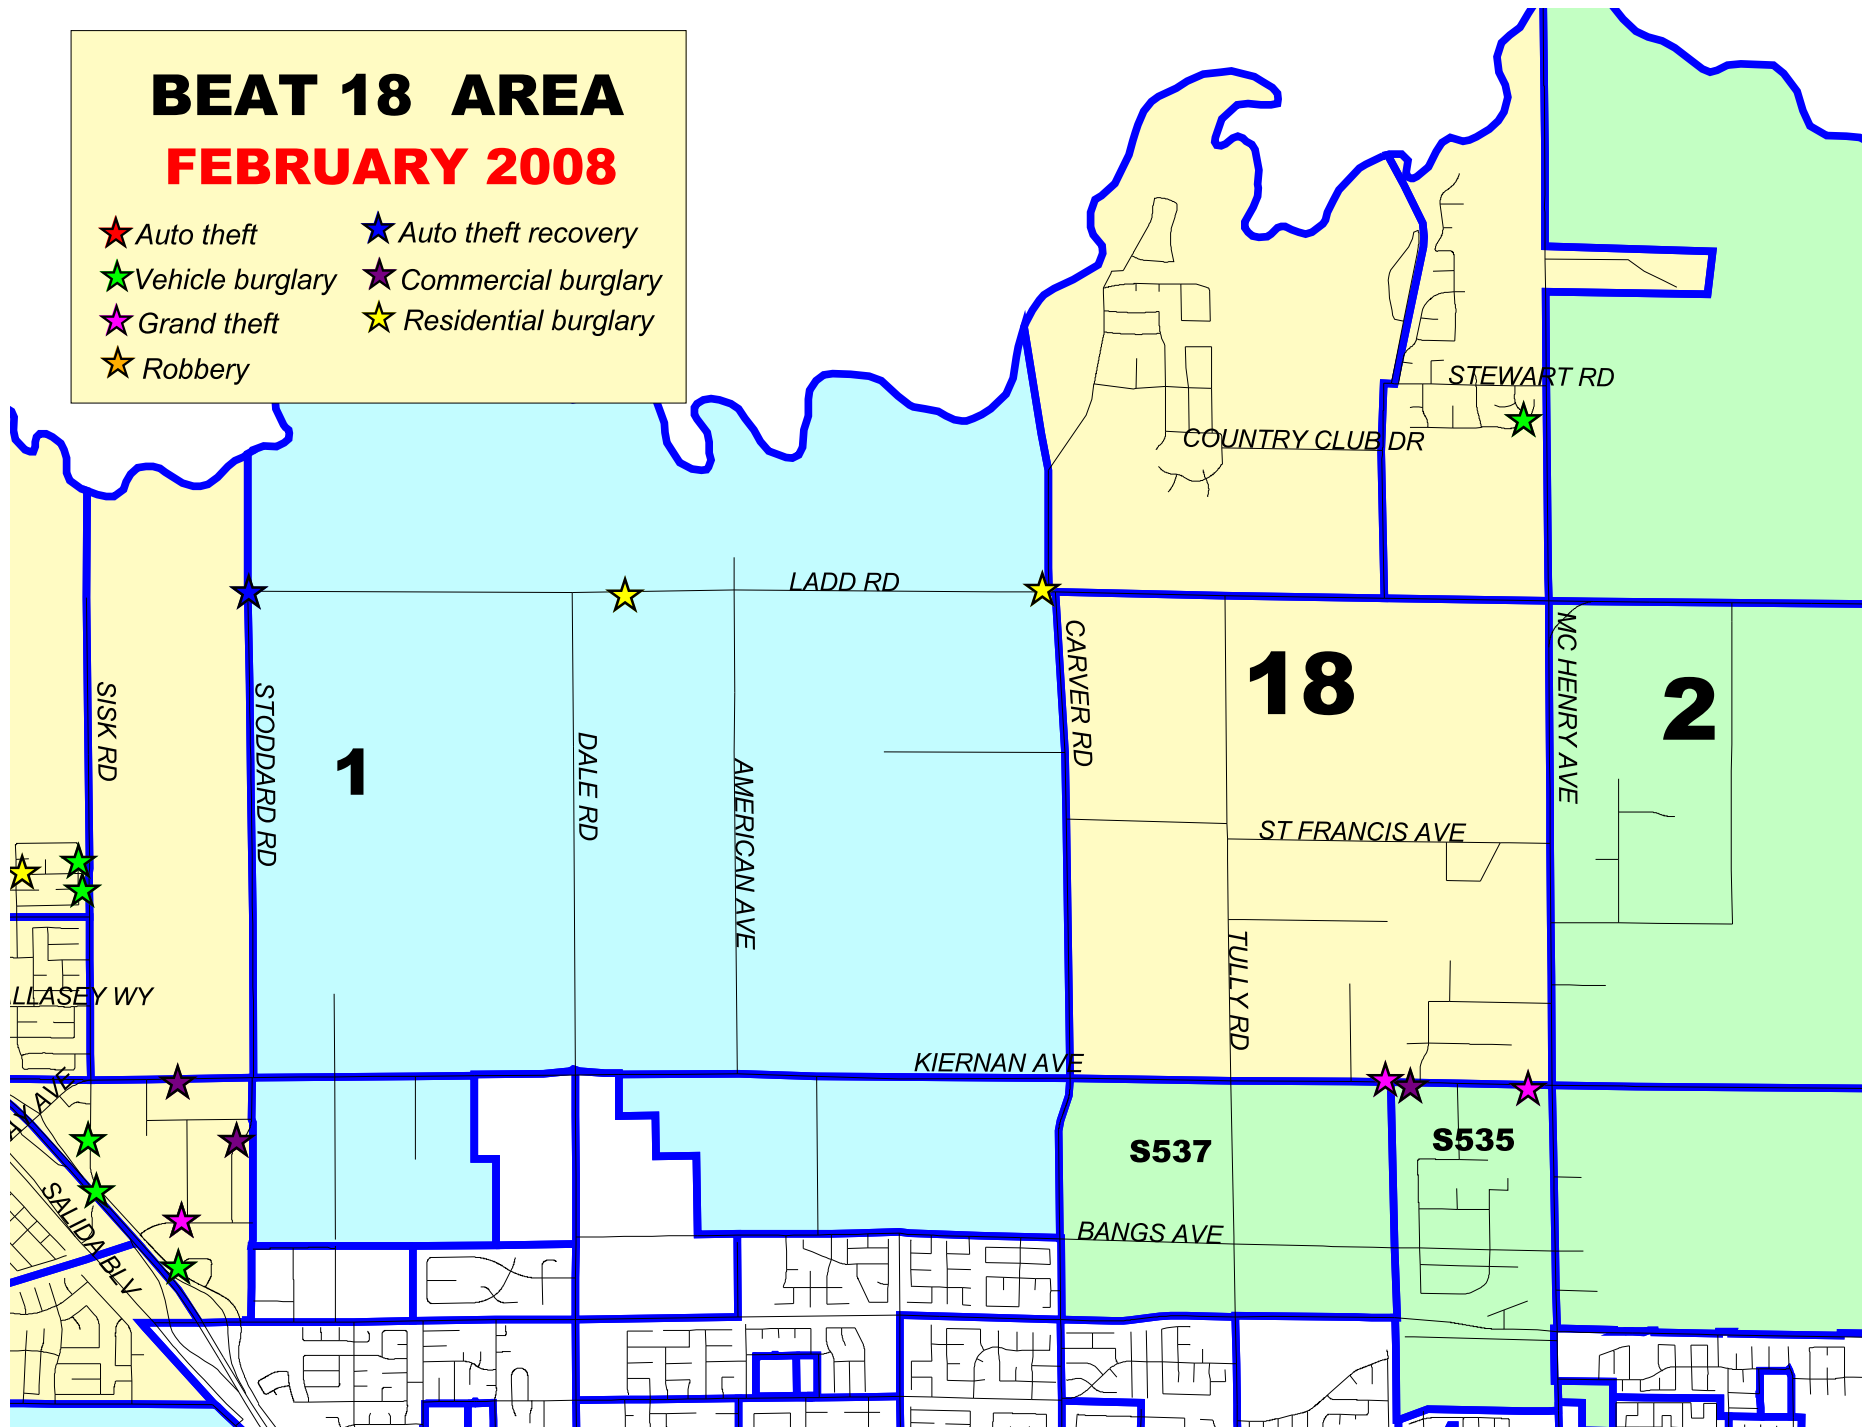 BEAT 18 AREA
FEBRUARY 2008
Auto theft
Auto theft recovery
Vehicle burglary
Commercial burglary
Grand theft
Residential burglary
Robbery
STEWART RD
COUNTRY CLUB DR
LADD RD
MC HENRY AVE
CARVER RD
18
2
SISK RD
STODDARD RD
DALE RD
1
AMERICAN AVE
ST FRANCIS AVE
TULLY RD
LLASEY WY
KIERNAN AVE
Y AVE
S537
S535
SALIDA BLV
BANGS AVE